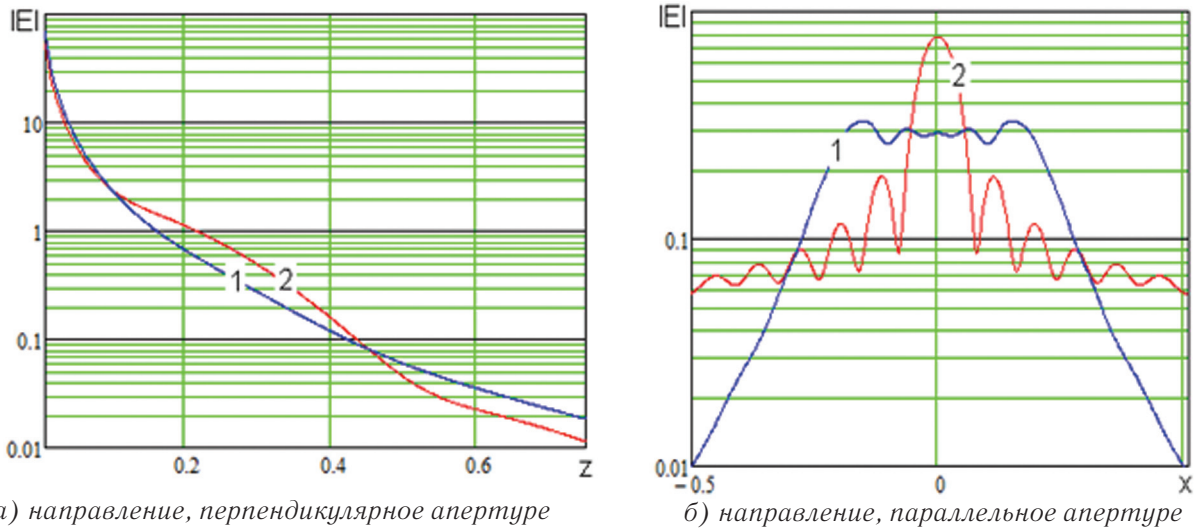 |E|
10
1
0.1
0.01
0.2
0.4
0.6
Z
1
2
а) направление, перпендикулярное апертуре
|E|
0.1
0.01
−0.5
0
X
1
2
б) направление, параллельное апертуре